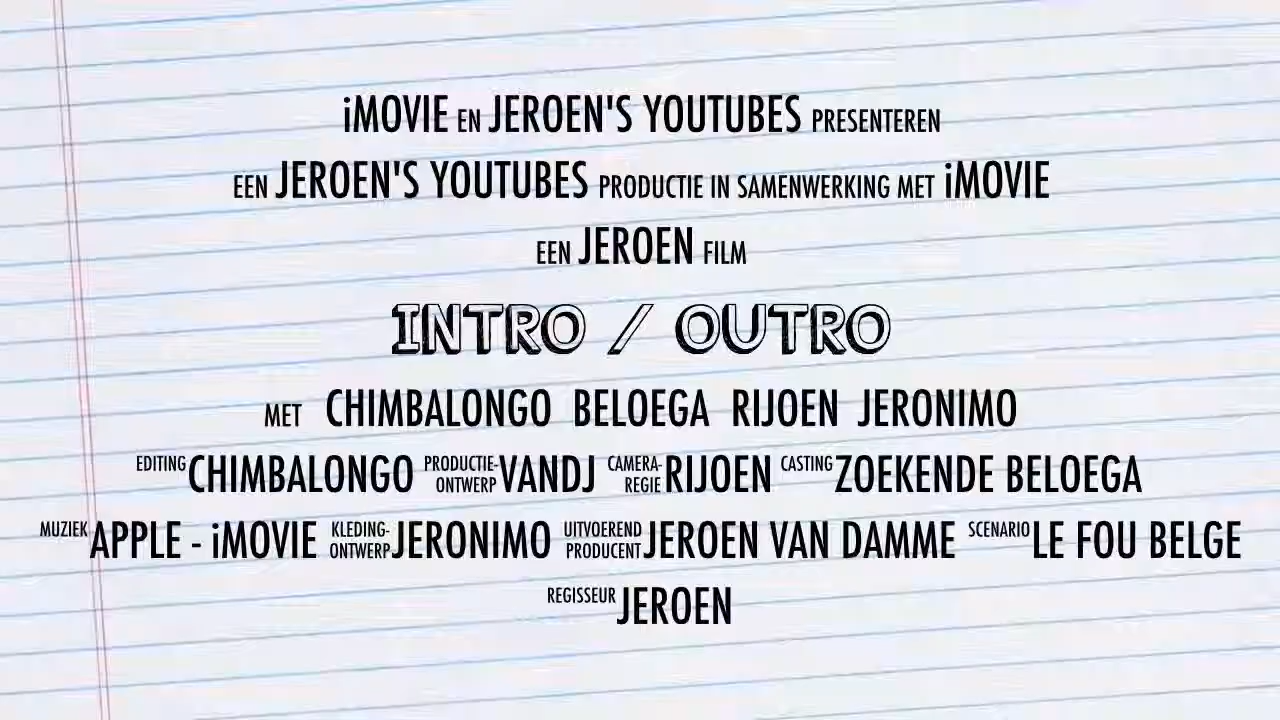 iMOVIE EN JEROEN'S YOUTUBES PRESENTEREN
EEN JEROEN'S YOUTUBES PRODUCTIE IN SAMENWERKING MET iMOVIE
EEN JEROEN FILM
INTRO / OUTRO
MET CHIMBALONGO BELOEGA RIJOEN JERONIMO
EDITING CHIMBALONGO PRODUCTIE-ONTWERP VANDJ CAMERA-REGIE RIJOEN CASTING ZOEKENDE BELOEGA
MUZIEK APPLE - iMOVIE KLEDING-ONTWERP JERONIMO UITVOEREND PRODUCENT JEROEN VAN DAMME SCENARIO LE FOU BELGE
REGISSEUR JEROEN